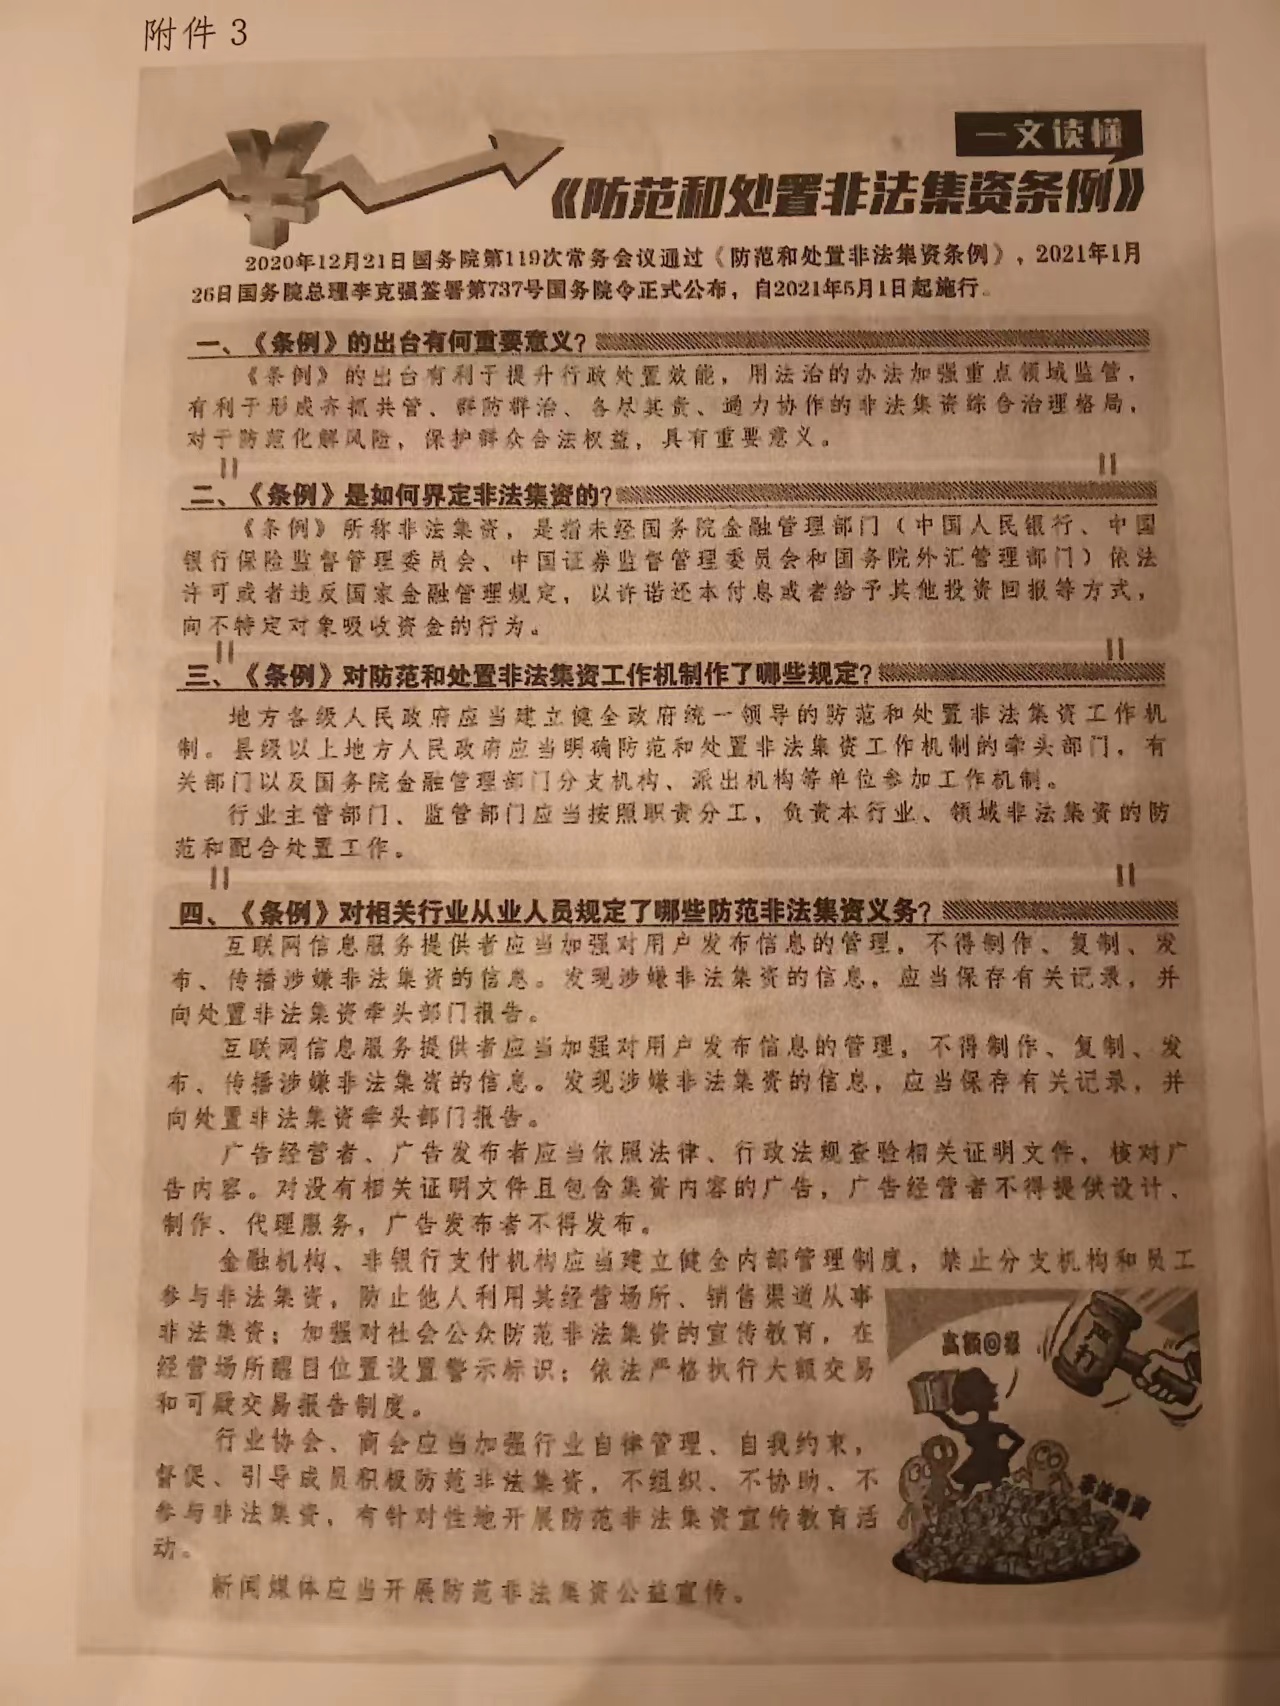 附件3
一文读懂
《防范和处置非法集资条例》
2020年12月21日国务院第119次常务会议通过《防范和处置非法集资条例》，2021年1月
26日国务院总理李克强签署第737号国务院令正式公布，自2021年5月1日起施行。
一、《条例》的出台有何重要意义？
《条例》的出台有利于提升行政处置效能，用法治的办法加强重点领域监管，
有利于形成齐抓共管、群防群治、各尽其责、通力协作的非法集资综合治理格局，
对于防范化解风险，保护群众合法权益，具有重要意义。
二、《条例》是如何界定非法集资的？
《条例》所称非法集资，是指未经国务院金融管理部门（中国人民银行、中国
银行保险监督管理委员会、中国证券监督管理委员会和国务院外汇管理部门）依法
许可或者违反国家金融管理规定，以许诺还本付息或者给予其他投资回报等方式，
向不特定对象吸收资金的行为。
三、《条例》对防范和处置非法集资工作机制作了哪些规定？
地方各级人民政府应当建立健全政府统一领导的防范和处置非法集资工作机
制。县级以上地方人民政府应当明确防范和处置非法集资工作机制的牵头部门，有
关部门以及国务院金融管理部门分支机构、派出机构等单位参加工作机制。
行业主管部门、监管部门应当按照职责分工，负责本行业、领域非法集资的防
范和配合处置工作。
四、《条例》对相关行业从业人员规定了哪些防范非法集资义务？
互联网信息服务提供者应当加强对用户发布信息的管理，不得制作、复制、发
布、传播涉嫌非法集资的信息。发现涉嫌非法集资的信息，应当保存有关记录，并
向处置非法集资牵头部门报告。
互联网信息服务提供者应当加强对用户发布信息的管理，不得制作、复制、发
布、传播涉嫌非法集资的信息。发现涉嫌非法集资的信息，应当保存有关记录，并
向处置非法集资牵头部门报告。
广告经营者、广告发布者应当依照法律、行政法规查验相关证明文件，核对广
告内容。对没有相关证明文件且包含集资内容的广告，广告经营者不得提供设计、
制作、代理服务，广告发布者不得发布。
金融机构、非银行支付机构应当建立健全内部管理制度，禁止分支机构和员工
参与非法集资，防止他人利用其经营场所、销售渠道从事
非法集资；加强对社会公众防范非法集资的宣传教育，在
经营场所醒目位置设置警示标识；依法严格执行大额交易
和可疑交易报告制度。
行业协会、商会应当加强行业自律管理、自我约束，
督促、引导成员积极防范非法集资，不组织、不协助、不
参与非法集资，有针对性地开展防范非法集资宣传教育活
动。
新闻媒体应当开展防范非法集资公益宣传。
高额回报
严打
非法集资